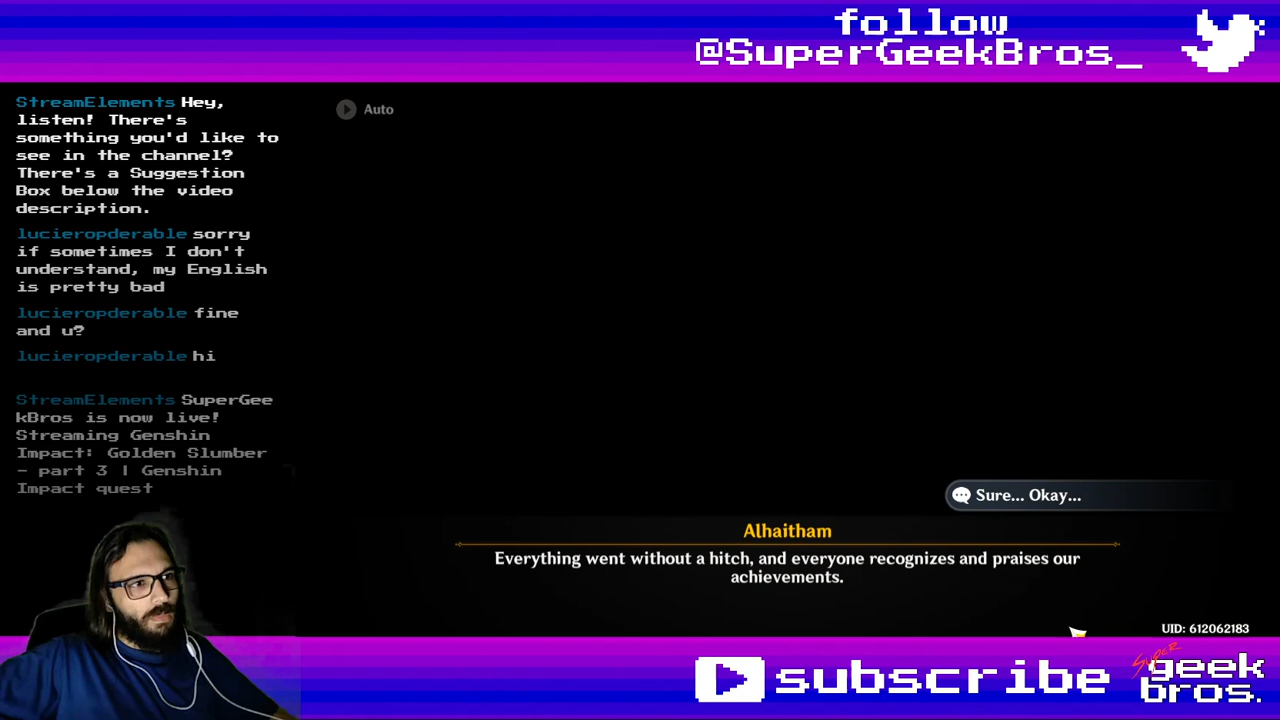 follow
@SuperGeekBros_
StreamElements Hey,
listen! There's
something you'd like to
see in the channel?
There's a Suggestion
Box below the video
description.
lucieropderable sorry
if sometimes I don't
understand, my English
is pretty bad
lucieropderable fine
and u?
lucieropderable hi
StreamElements SuperGee
kBros is now live!
Streaming Genshin
Impact: Golden Slumber
- part 3 | Genshin
Impact quest
Auto
Sure... Okay...
Alhaitham
Everything went without a hitch, and everyone recognizes and praises our
achievements.
UID: 612062183
subscribe
SUPER
geek
bros.